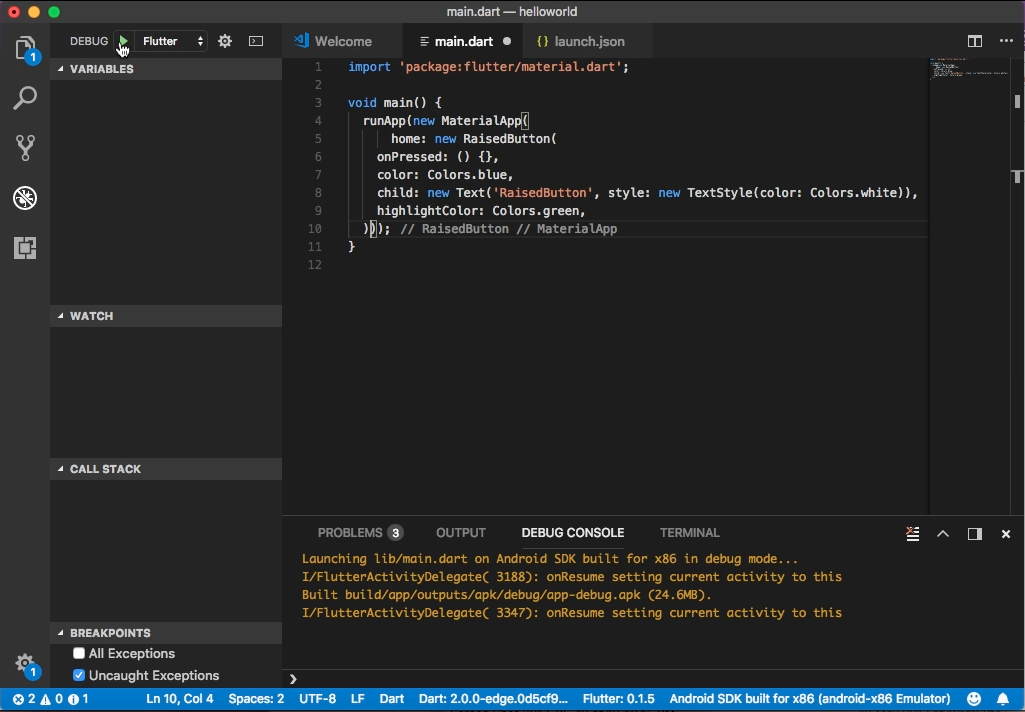 main.dart — helloworld
DEBUG Flutter
Welcome main.dart {} launch.json
1
VARIABLES
1 import 'package:flutter/material.dart';
2
3 void main() {
4 runApp(new MaterialApp(
5 home: new RaisedButton(
6 onPressed: () {},
7 color: Colors.blue,
8 child: new Text('RaisedButton', style: new TextStyle(color: Colors.white)),
9 highlightColor: Colors.green,
10 ))); // RaisedButton // MaterialApp
11 }
12
WATCH
CALL STACK
BREAKPOINTS
All Exceptions
Uncaught Exceptions
1
PROBLEMS 3 OUTPUT DEBUG CONSOLE TERMINAL
Launching lib/main.dart on Android SDK built for x86 in debug mode...
I/FlutterActivityDelegate( 3188): onResume setting current activity to this
Built build/app/outputs/apk/debug/app-debug.apk (24.6MB).
I/FlutterActivityDelegate( 3347): onResume setting current activity to this
2 0 1 Ln 10, Col 4 Spaces: 2 UTF-8 LF Dart Dart: 2.0.0-edge.0d5cf9... Flutter: 0.1.5 Android SDK built for x86 (android-x86 Emulator)